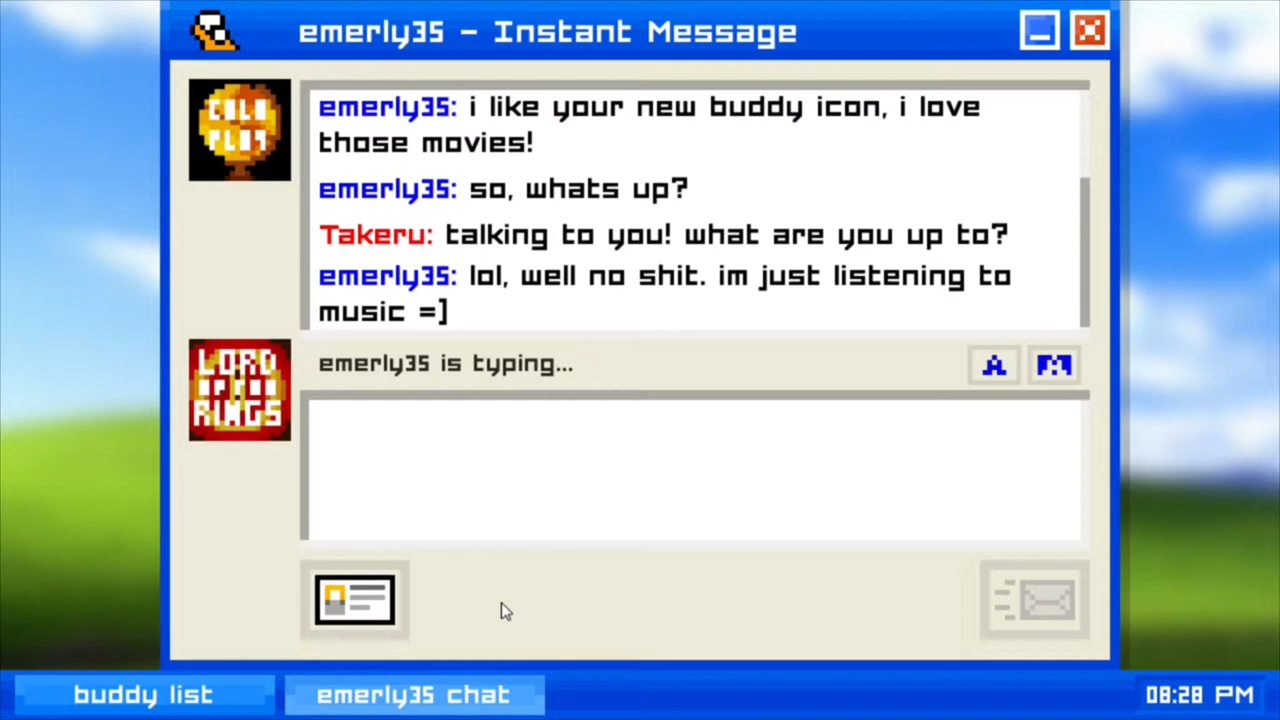 emerly35 - Instant Message
COLD
PLAY
emerly35: i like your new buddy icon, i love
those movies!
emerly35: so, whats up?
Takeru: talking to you! what are you up to?
emerly35: lol, well no shit. im just listening to
music =]
LORD
OF THE
RINGS
emerly35 is typing...
A
buddy list
emerly35 chat
08:28 PM